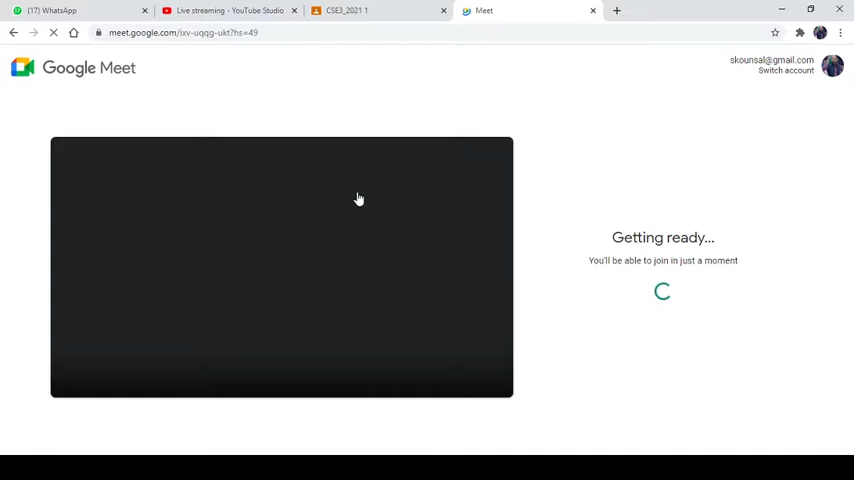 (17) WhatsApp
Live streaming - YouTube Studio
CSE3_2021 1
Meet
meet.google.com/ixv-uqqg-ukt?hs=49
Google Meet
skounsal@gmail.com
Switch account
Getting ready...
You'll be able to join in just a moment